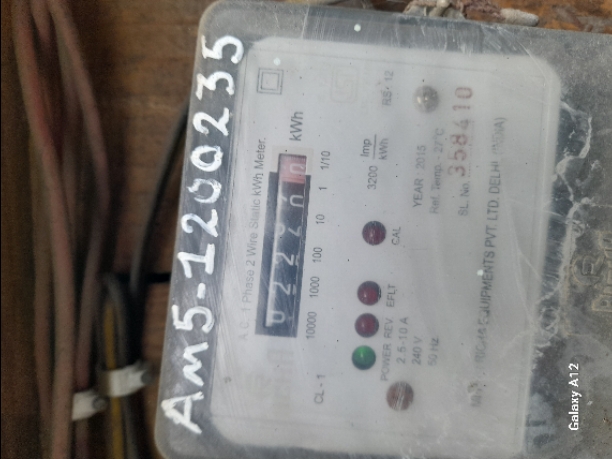 AM5-1200235
A.C. 1 Phase 2 Wire Static kWh Meter.
kWh
10000 1000 100 10 1 1/10
CL - 1
3200 Imp
kWh
RS- 12
CAL
EFLT
REV.
POWER
2.5-10 A
240 V
50 Hz
YEAR 2015
Ref. Temp.- 27°C
SL. No. 358410
EQUIPMENTS PVT. LTD. DELHI
Galaxy A12